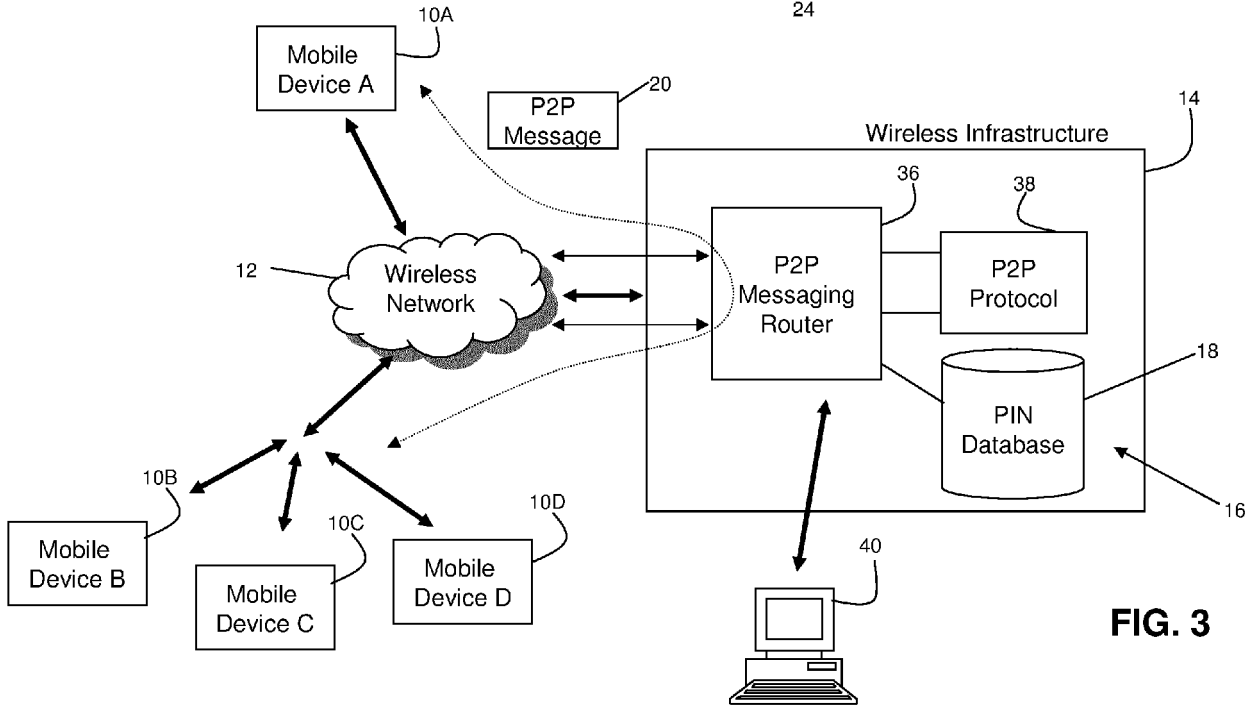 10A
24
Mobile
Device A
P2P
Message
20
14
Wireless Infrastructure
36
38
12
Wireless
Network
P2P
Messaging
Router
P2P
Protocol
18
PIN
Database
10B
10C
10D
16
Mobile
Device B
Mobile
Device C
Mobile
Device D
40
FIG. 3